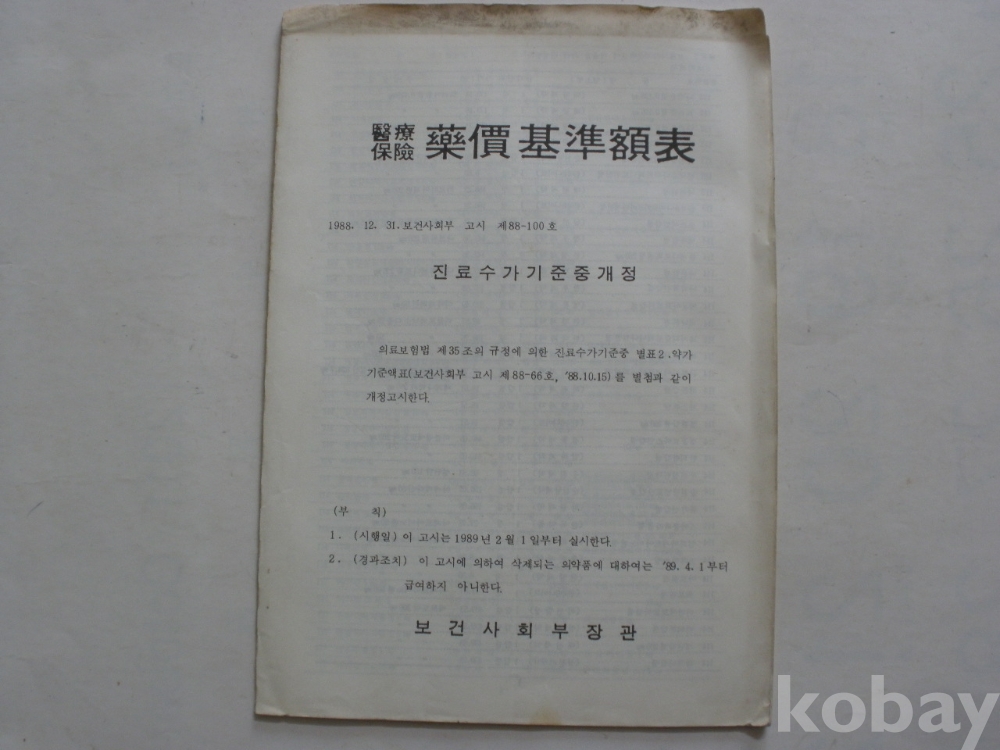 醫療
保險 藥價基準額表
1988. 12. 31. 보건사회부 고시 제88-100호
진료수가기준중개정
의료보험법 제35조의 규정에 의한 진료수가기준중 별표2.약가
기준액표(보건사회부 고시 제88-66호, '88.10.15)를 별첨과 같이
개정고시한다.
(부 칙)
1. (시행일) 이 고시는 1989년 2월 1일부터 실시한다.
2. (경과조치) 이 고시에 의하여 삭제되는 의약품에 대하여는 '89. 4. 1부터
급여하지 아니한다.
보건사회부장관
kobay